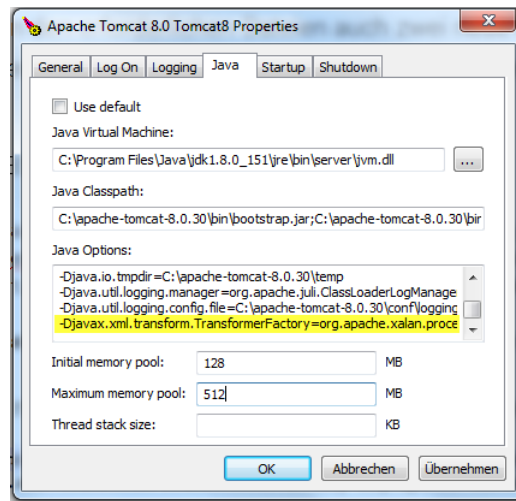 Apache Tomcat 8.0 Tomcat8 Properties
General Log On Logging Java Startup Shutdown
Use default
Java Virtual Machine:
C:\Program Files\Java\jdk1.8.0_151\jre\bin\server\jvm.dll ...
Java Classpath:
C:\apache-tomcat-8.0.30\bin\bootstrap.jar;C:\apache-tomcat-8.0.30\bir
Java Options:
-Djava.io.tmpdir=C:\apache-tomcat-8.0.30\temp
-Djava.util.logging.manager=org.apache.juli.ClassLoaderLogManage
-Djava.util.logging.config.file=C:\apache-tomcat-8.0.30\conf\logging
-Djavax.xml.transform.TransformerFactory=org.apache.xalan.proce
Initial memory pool: 128 MB
Maximum memory pool: 512 MB
Thread stack size: KB
OK Abbrechen Übernehmen